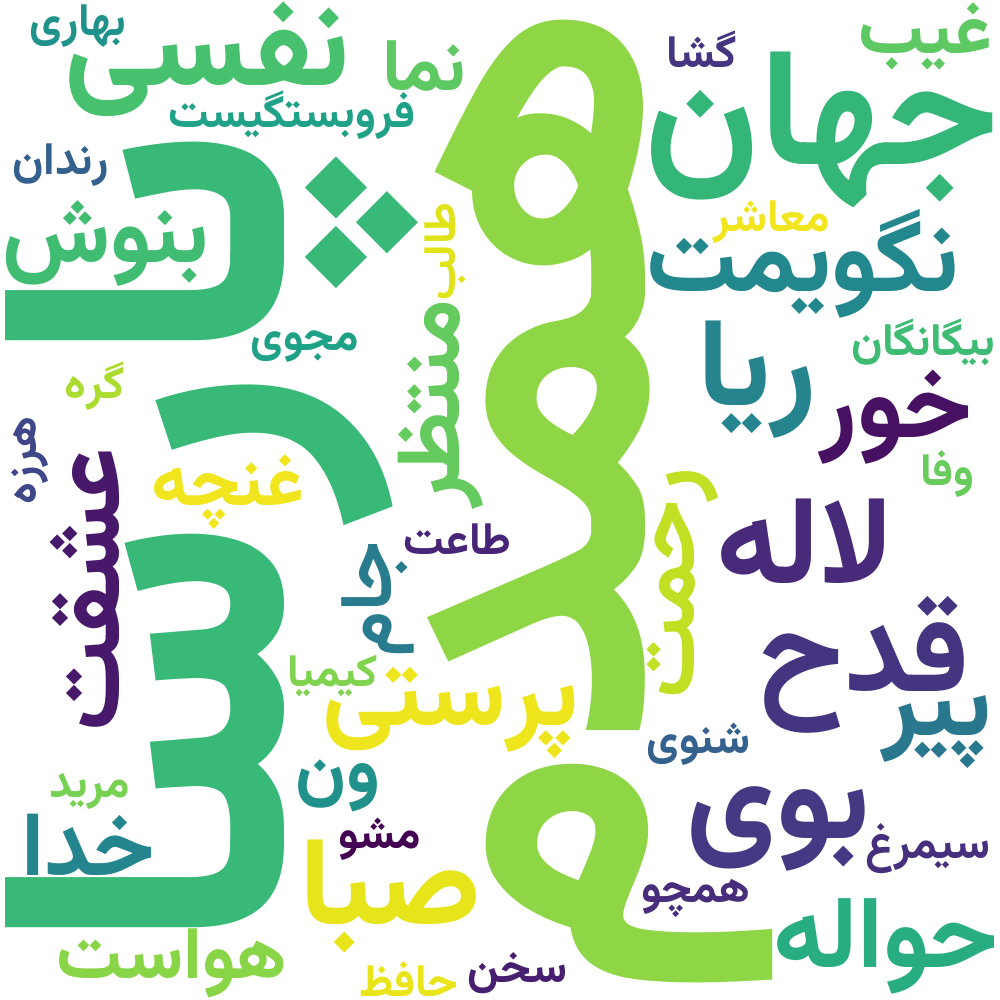 بهاری
نفسی
نما
گشا
غیب
جهان
فروبستگیست
رندان
پارسا
همدم
بنوش
طالب
معاشر
نگویمت
مجوی
منتظر
ریا
بیگانگان
گره
خور
هرزه
عشقت
غنچه
رحمت
وفا
طاعت
لاله
جام
قدح
کیمیا
پرستی
پیر
شنوی
ون
مرید
بوی
خدا
مشو
صبا
سیمرغ
همچو
حواله
هواست
حافظ
سخن